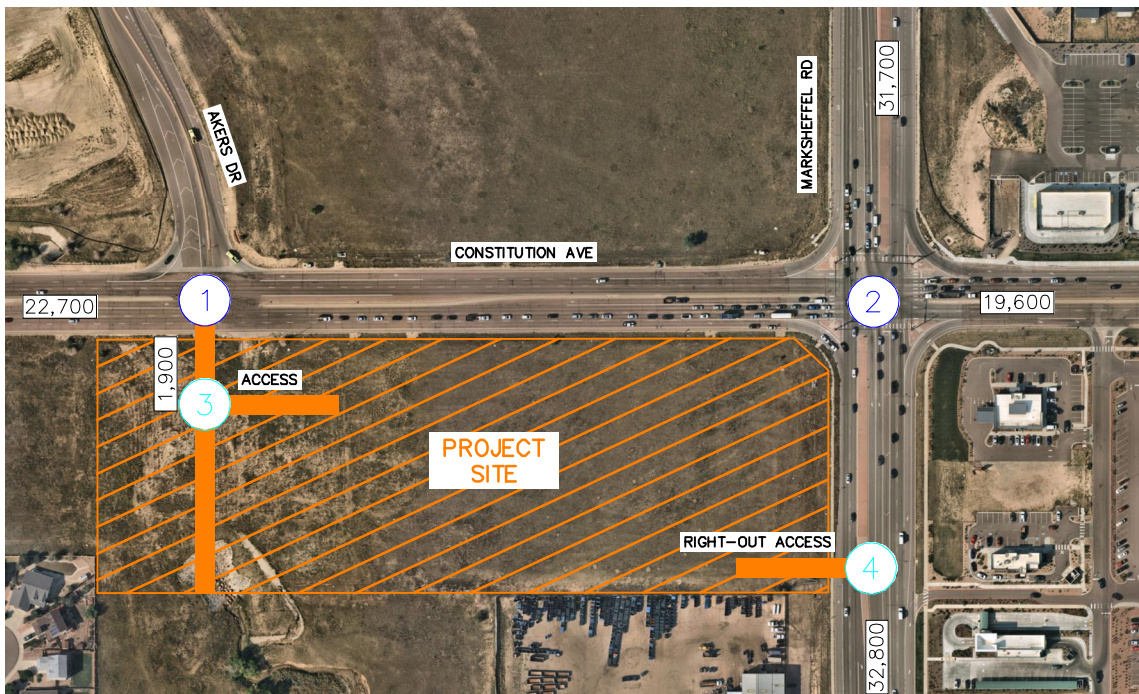 31,700
MARKSHEFFEL RD
AKERS DR
CONSTITUTION AVE
22,700
1
2
19,600
1,900
ACCESS
3
PROJECT
SITE
RIGHT-OUT ACCESS
4
32,800